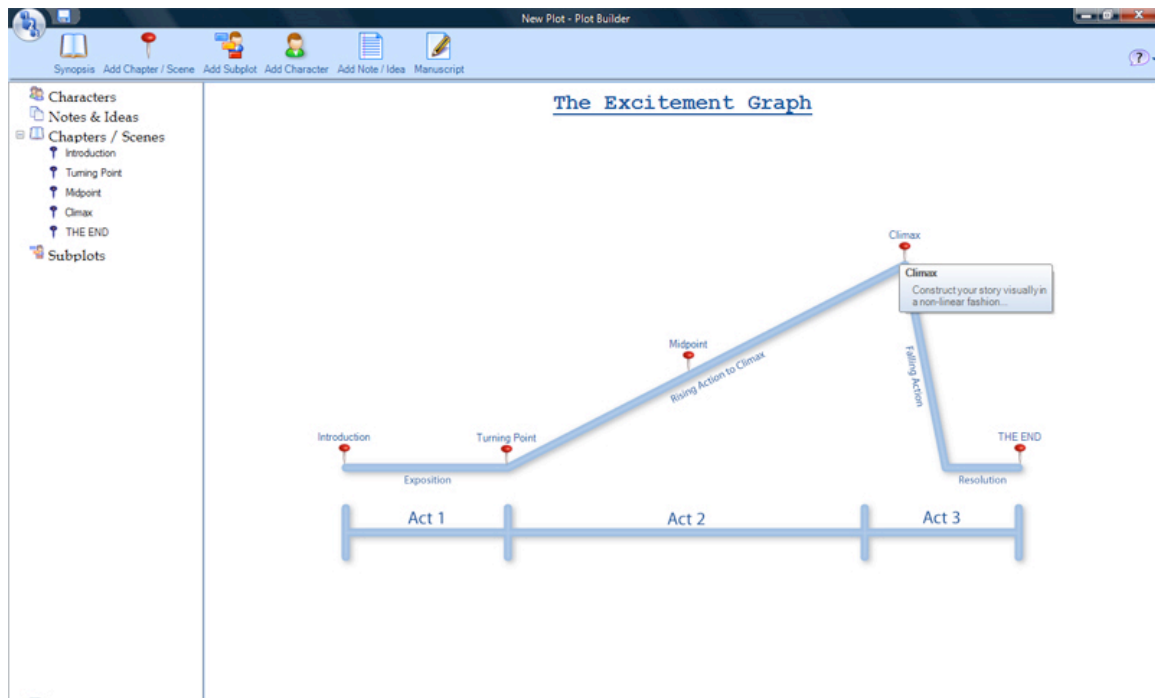 New Plot - Plot Builder
Synopsis Add Chapter / Scene Add Subplot Add Character Add Note / Idea Manuscript
?
Characters
Notes & Ideas
Chapters / Scenes
Introduction
Turning Point
Midpoint
Climax
THE END
Subplots
The Excitement Graph
Climax
Climax
Construct your story visually in
a non-linear fashion...
Midpoint
Rising Action to Climax
Falling Action
Introduction
Turning Point
THE END
Exposition
Resolution
Act 1
Act 2
Act 3